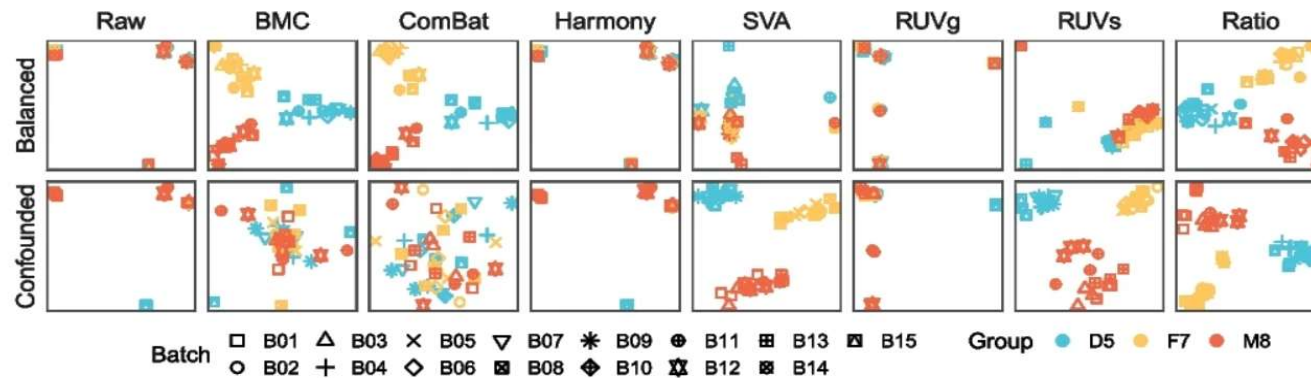 Raw BMC ComBat Harmony SVA RUVg RUVs Ratio
Balanced
Confounded
Batch
B01 B03 B05 B07 B09 B11 B13 B15
B02 B04 B06 B08 B10 B12 B14
Group D5 F7 M8